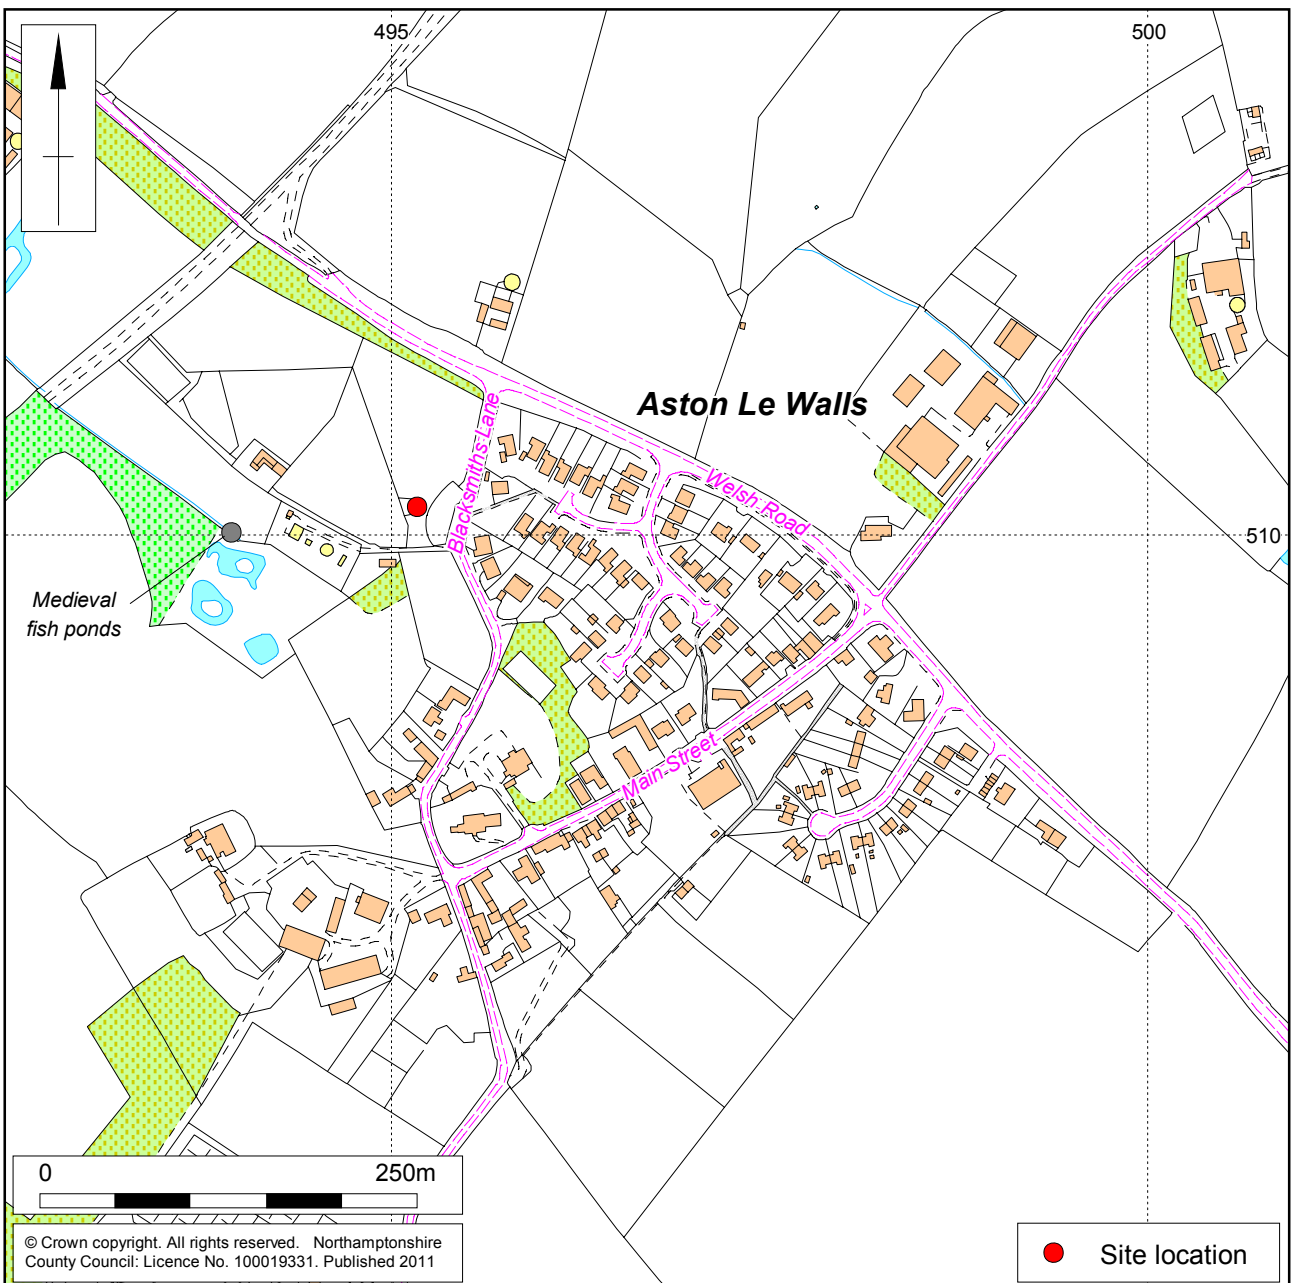 495
500
Aston Le Walls
Blacksmiths Lane
Welsh Road
510
Medieval
fish ponds
Main Street
0
250m
© Crown copyright. All rights reserved. Northamptonshire
County Council: Licence No. 100019331. Published 2011
Site location